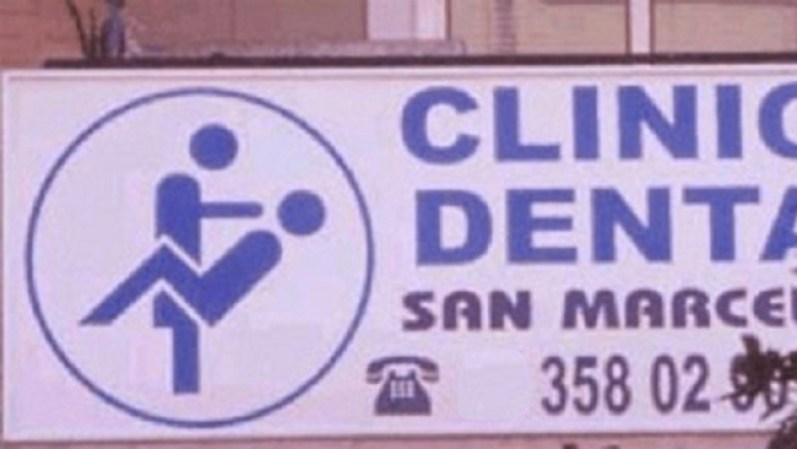 CLINIC
DENTA
SAN MARCE
358 02